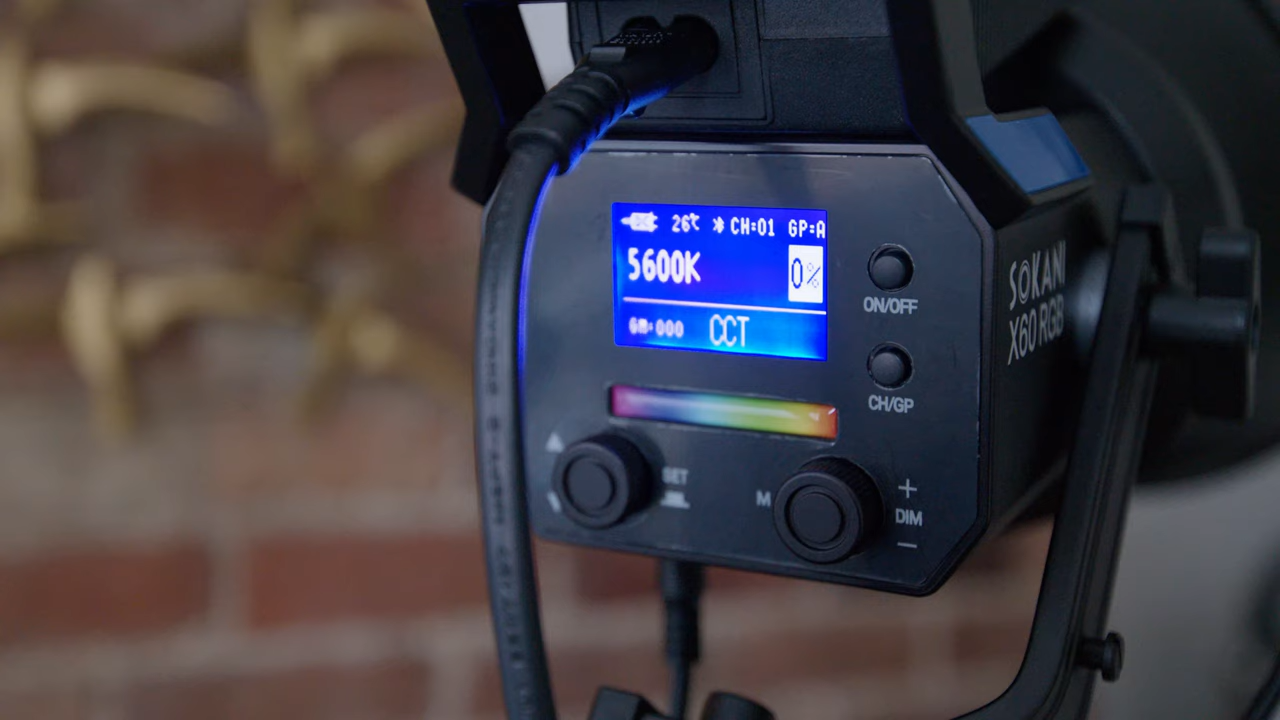 26℃ CH:01 GP:A
5600K 0%
GM:000 CCT
ON/OFF
CH/GP
SET
M
+
DIM
−
SOKANI
X60 RGB